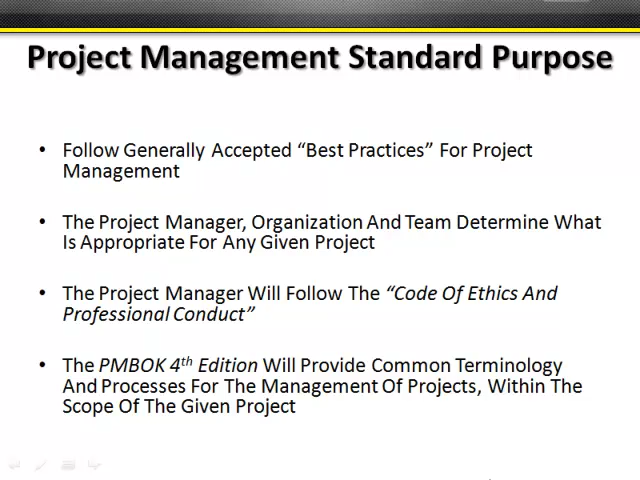 Project Management Standard Purpose
• Follow Generally Accepted “Best Practices” For Project
Management
• The Project Manager, Organization And Team Determine What
Is Appropriate For Any Given Project
• The Project Manager Will Follow The “Code Of Ethics And
Professional Conduct”
• The PMBOK 4th Edition Will Provide Common Terminology
And Processes For The Management Of Projects, Within The
Scope Of The Given Project